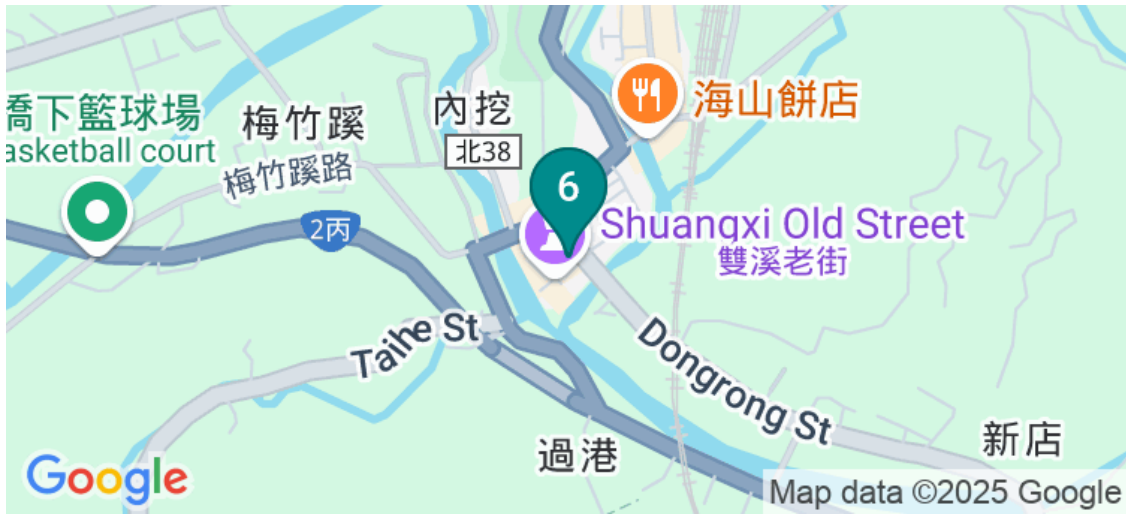 橋下籃球場
asketball court
梅竹蹊
梅竹蹊路
內挖
北38
海山餅店
6
2丙
Shuangxi Old Street
雙溪老街
Taihe St
Dongrong St
過港
新店
Google
Map data ©2025 Google